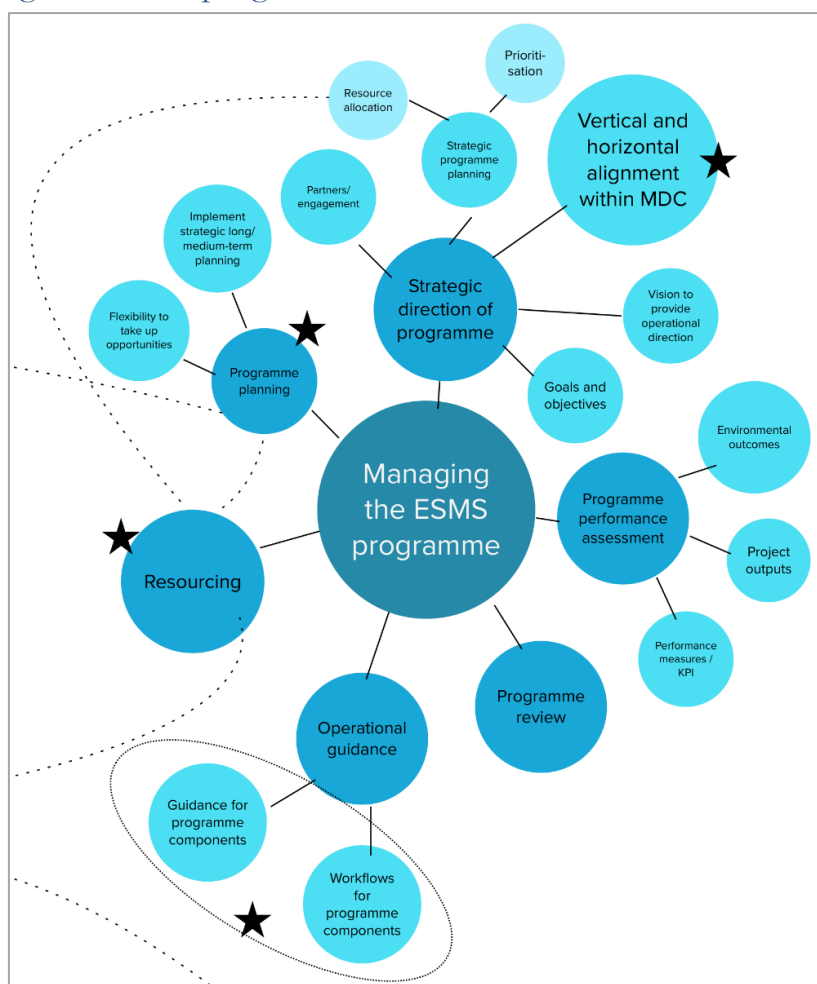 Prioriti-
sation
Resource
allocation
Strategic
programme
planning
Vertical and
horizontal
alignment
within MDC
Partners/
engagement
Implement
strategic long/
medium-term
planning
Flexibility to
take up
opportunities
Programme
planning
Strategic
direction of
programme
Vision to
provide
operational
direction
Goals and
objectives
Managing
the ESMS
programme
Environmental
outcomes
Programme
performance
assessment
Project
outputs
Performance
measures /
KPI
Resourcing
Programme
review
Operational
guidance
Guidance for
programme
components
Workflows
for
programme
components